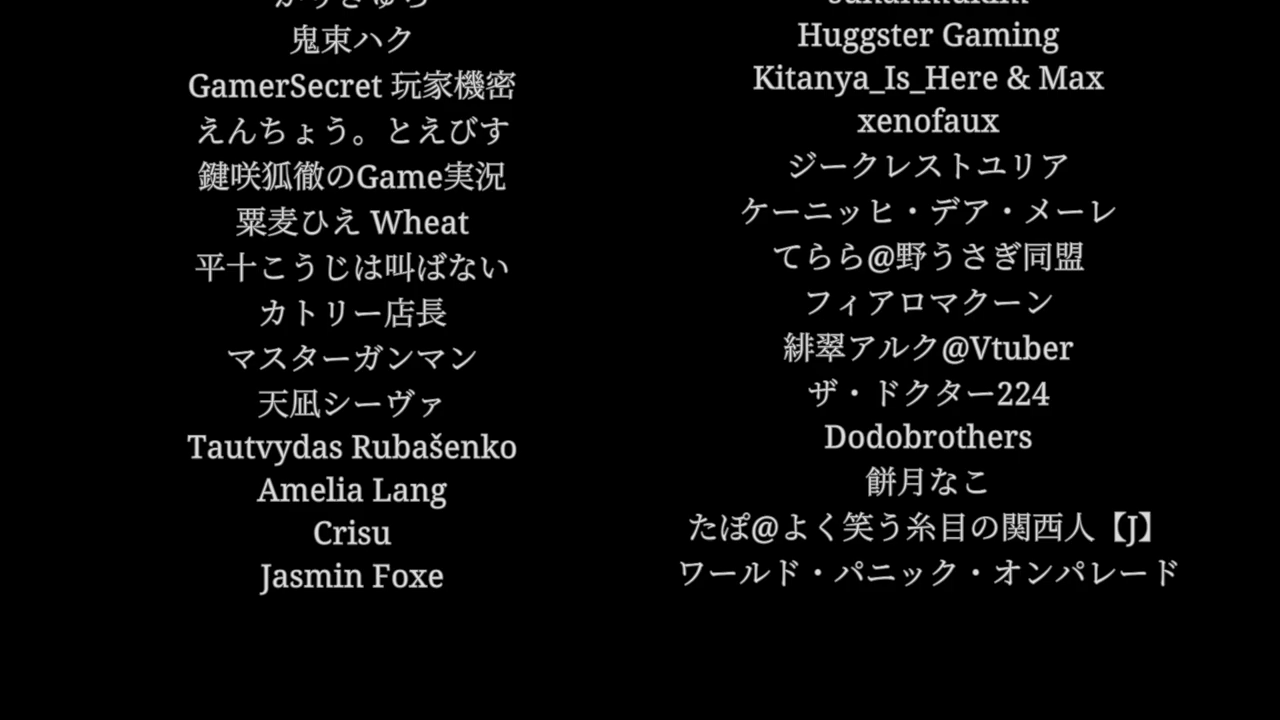 鬼束ハク
GamerSecret 玩家機密
えんちょう。とえびす
鍵咲狐徹のGame実況
粟麦ひえ Wheat
平十こうじは叫ばない
カトリー店長
マスターガンマン
天凪シーヴァ
Tautvydas Rubašenko
Amelia Lang
Crisu
Jasmin Foxe
Huggster Gaming
Kitanya_Is_Here & Max
xenofaux
ジークレストユリア
ケーニッヒ・デア・メーレ
てらら@野うさぎ同盟
フィアロマクーン
緋翠アルク@Vtuber
ザ・ドクター224
Dodobrothers
餅月なこ
たぽ@よく笑う糸目の関西人【J】
ワールド・パニック・オンパレード